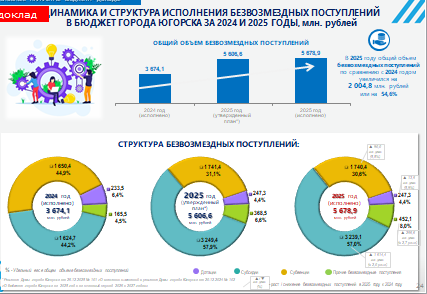 доклад
ДИНАМИКА И СТРУКТУРА ИСПОЛНЕНИЯ БЕЗВОЗМЕЗДНЫХ ПОСТУПЛЕНИЙ
В БЮДЖЕТ ГОРОДА ЮГОРСКА ЗА 2024 И 2025 ГОДЫ, млн. рублей
ОБЩИЙ ОБЪЕМ БЕЗВОЗМЕЗДНЫХ ПОСТУПЛЕНИЙ
3 674,1
5 606,6
5 678,9
2024 год
(исполнено)
2025 год
(утвержденный
план*)
2025 год
(исполнено)
В 2025 году общий объем
безвозмездных поступлений
по сравнению с 2024 годом
увеличился на
2 004,8 млн. рублей
или на 54,6%
СТРУКТУРА БЕЗВОЗМЕЗДНЫХ ПОСТУПЛЕНИЙ:
1 650,4
44,9%
233,5
6,4%
165,5
4,5%
1 624,7
44,2%
2024 год
(исполнено)
3 674,1
млн. рублей
1 741,4
31,1%
247,3
4,4%
368,5
6,6%
3 249,4
57,9%
2025 год
(утвержденный
план*)
5 606,6
млн. рублей
1 740,4
30,6%
247,3
4,4%
452,1
8,0%
3 239,1
57,0%
2025 год
(исполнено)
5 678,9
млн. рублей
% - Удельный вес в общем объеме безвозмездных поступлений
Дотации
Субсидии
Субвенции
Прочие безвозмездные поступления
24